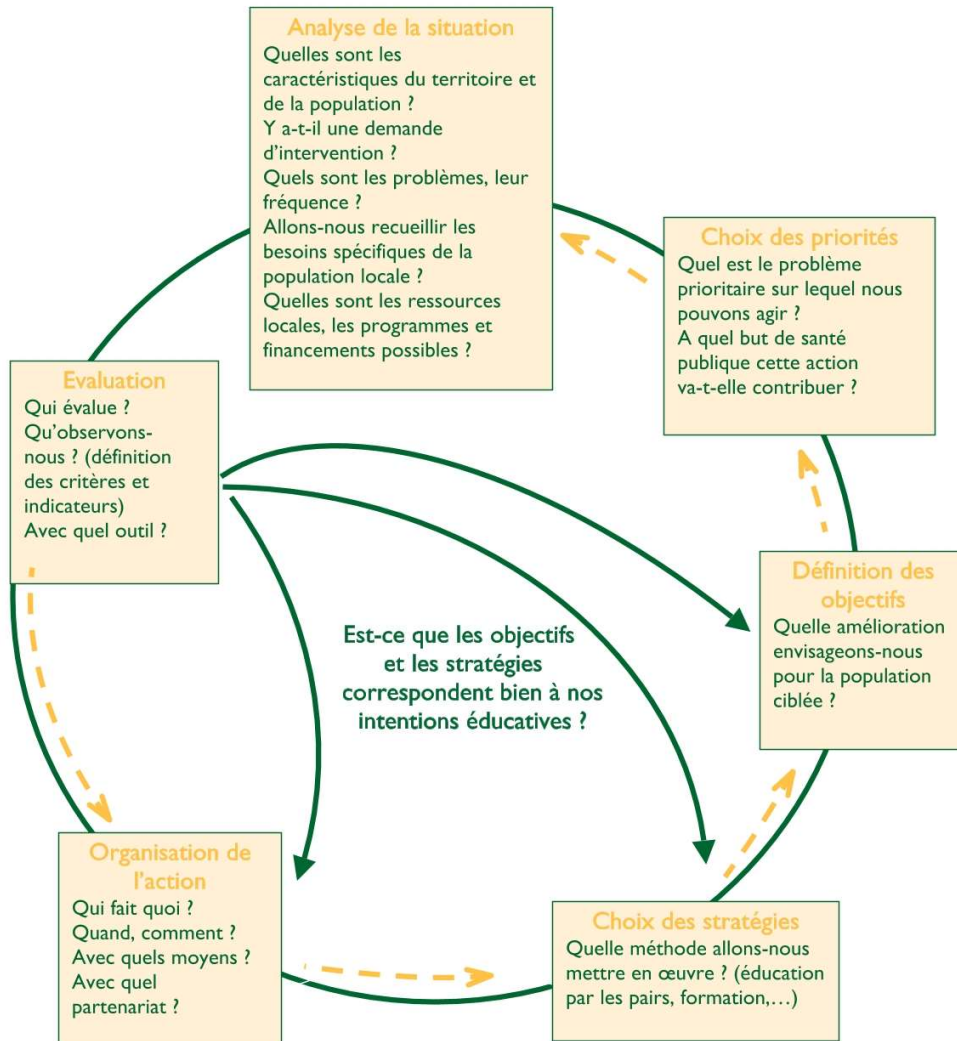 Analyse de la situation
Quelles sont les
caractéristiques du territoire et
de la population ?
Y a-t-il une demande
d'intervention ?
Quels sont les problèmes, leur
fréquence ?
Allons-nous recueillir les
besoins spécifiques de la
population locale ?
Quelles sont les ressources
locales, les programmes et
financements possibles ?
Choix des priorités
Quel est le problème
prioritaire sur lequel nous
pouvons agir ?
A quel but de santé
publique cette action
va-t-elle contribuer ?
Evaluation
Qui évalue ?
Qu'observons-
nous ? (définition
des critères et
indicateurs)
Avec quel outil ?
Définition des
objectifs
Quelle amélioration
envisageons-nous
pour la population
ciblée ?
Est-ce que les objectifs
et les stratégies
correspondent bien à nos
intentions éducatives ?
Organisation de
l'action
Qui fait quoi ?
Quand, comment ?
Avec quels moyens ?
Avec quel
partenariat ?
Choix des stratégies
Quelle méthode allons-nous
mettre en œuvre ? (éducation
par les pairs, formation,…)